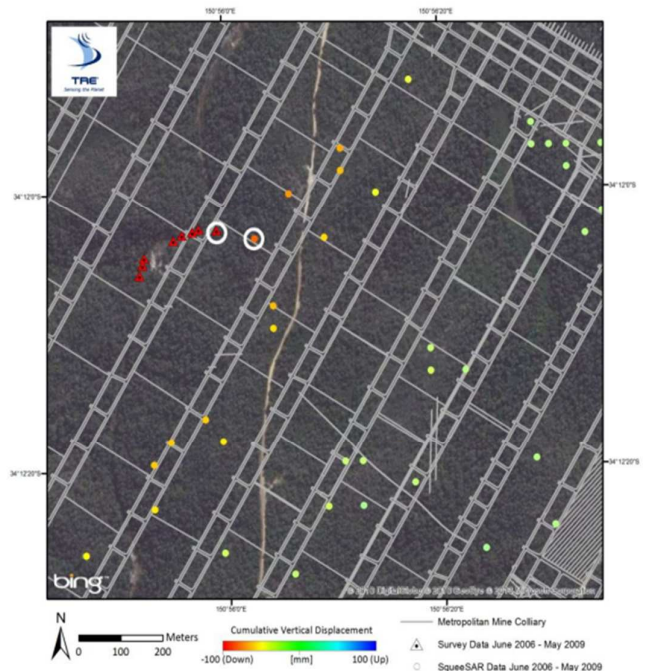 150°56'0"E 150°56'20"E
TRE
Sensing the Planet
34°12'0"S 34°12'0"S
34°12'20"S 34°12'20"S
bing
150°56'0"E 150°56'20"E
N
0 100 200 Meters
Cumulative Vertical Displacement
-100 (Down) [mm] 100 (Up)
Metropolitan Mine Colliary
Survey Data June 2006 - May 2009
SqueeSAR Data June 2006 - May 2009